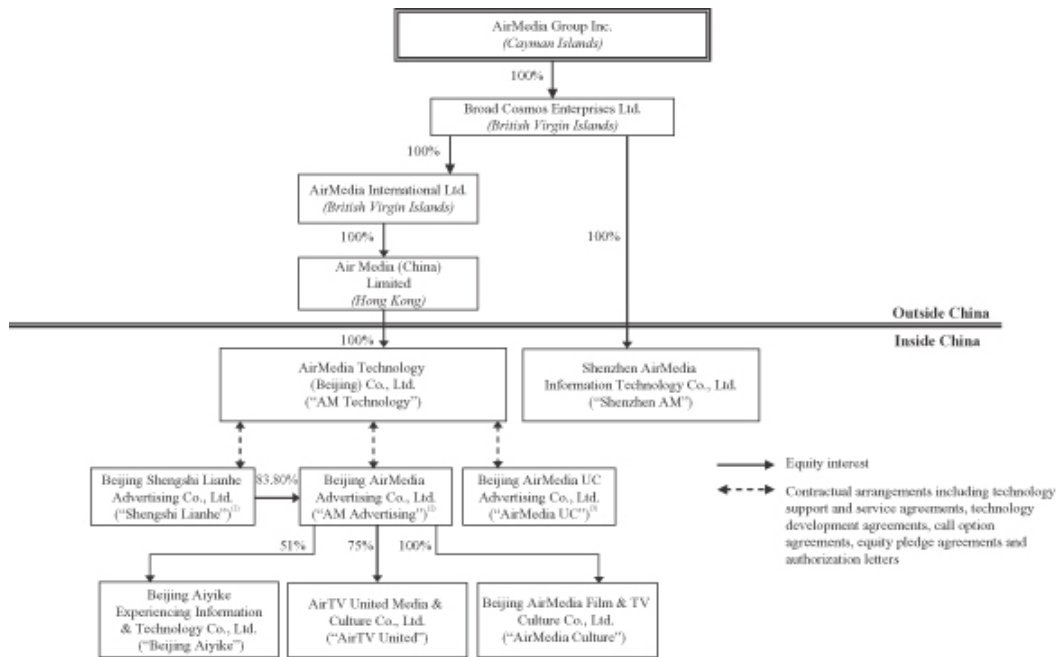 AirMedia Group Inc.
(Cayman Islands)
100%
Broad Cosmos Enterprises Ltd.
(British Virgin Islands)
100%
AirMedia International Ltd.
(British Virgin Islands)
100%
100%
Air Media (China)
Limited
(Hong Kong)
Outside China
Inside China
100%
AirMedia Technology
(Beijing) Co., Ltd.
("AM Technology")
Shenzhen AirMedia
Information Technology Co., Ltd.
("Shenzhen AM")
Beijing Shengshi Lianhe
Advertising Co., Ltd.
("Shengshi Lianhe")(1)
83.80%
Beijing AirMedia
Advertising Co., Ltd.
("AM Advertising")(2)
Beijing AirMedia UC
Advertising Co., Ltd.
("AirMedia UC")(3)
Equity interest
Contractual arrangements including technology
support and service agreements, technology
development agreements, call option
agreements, equity pledge agreements and
authorization letters
51%
75%
100%
Beijing Aiyike
Experiencing Information
& Technology Co., Ltd.
("Beijing Aiyike")
AirTV United Media &
Culture Co., Ltd.
("AirTV United")
Beijing AirMedia Film & TV
Culture Co., Ltd.
("AirMedia Culture")